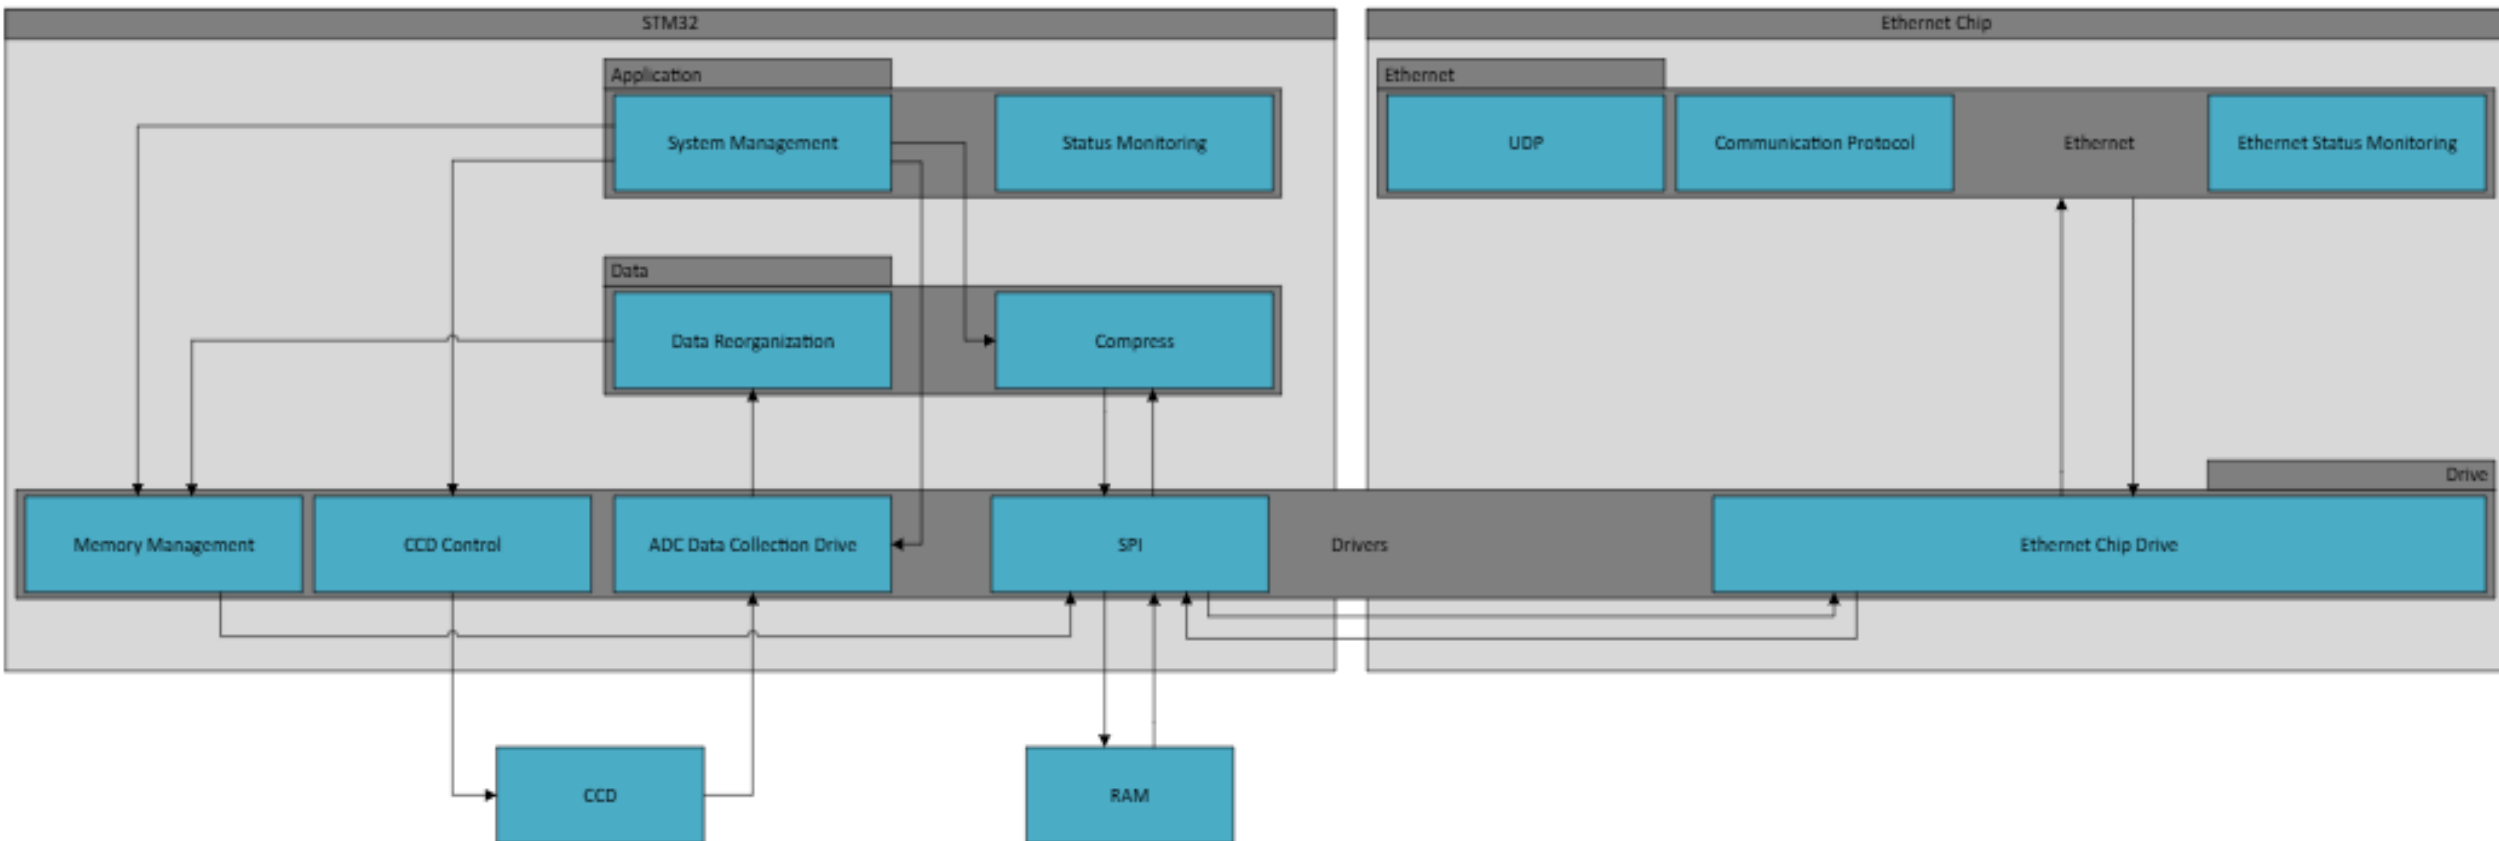 STM32
Ethernet Chip
Application
Ethernet
System Management
Status Monitoring
UDP
Communication Protocol
Ethernet
Ethernet Status Monitoring
Data
Data Reorganization
Compress
Drive
Memory Management
CCD Control
ADC Data Collection Drive
SPI
Drivers
Ethernet Chip Drive
CCD
RAM